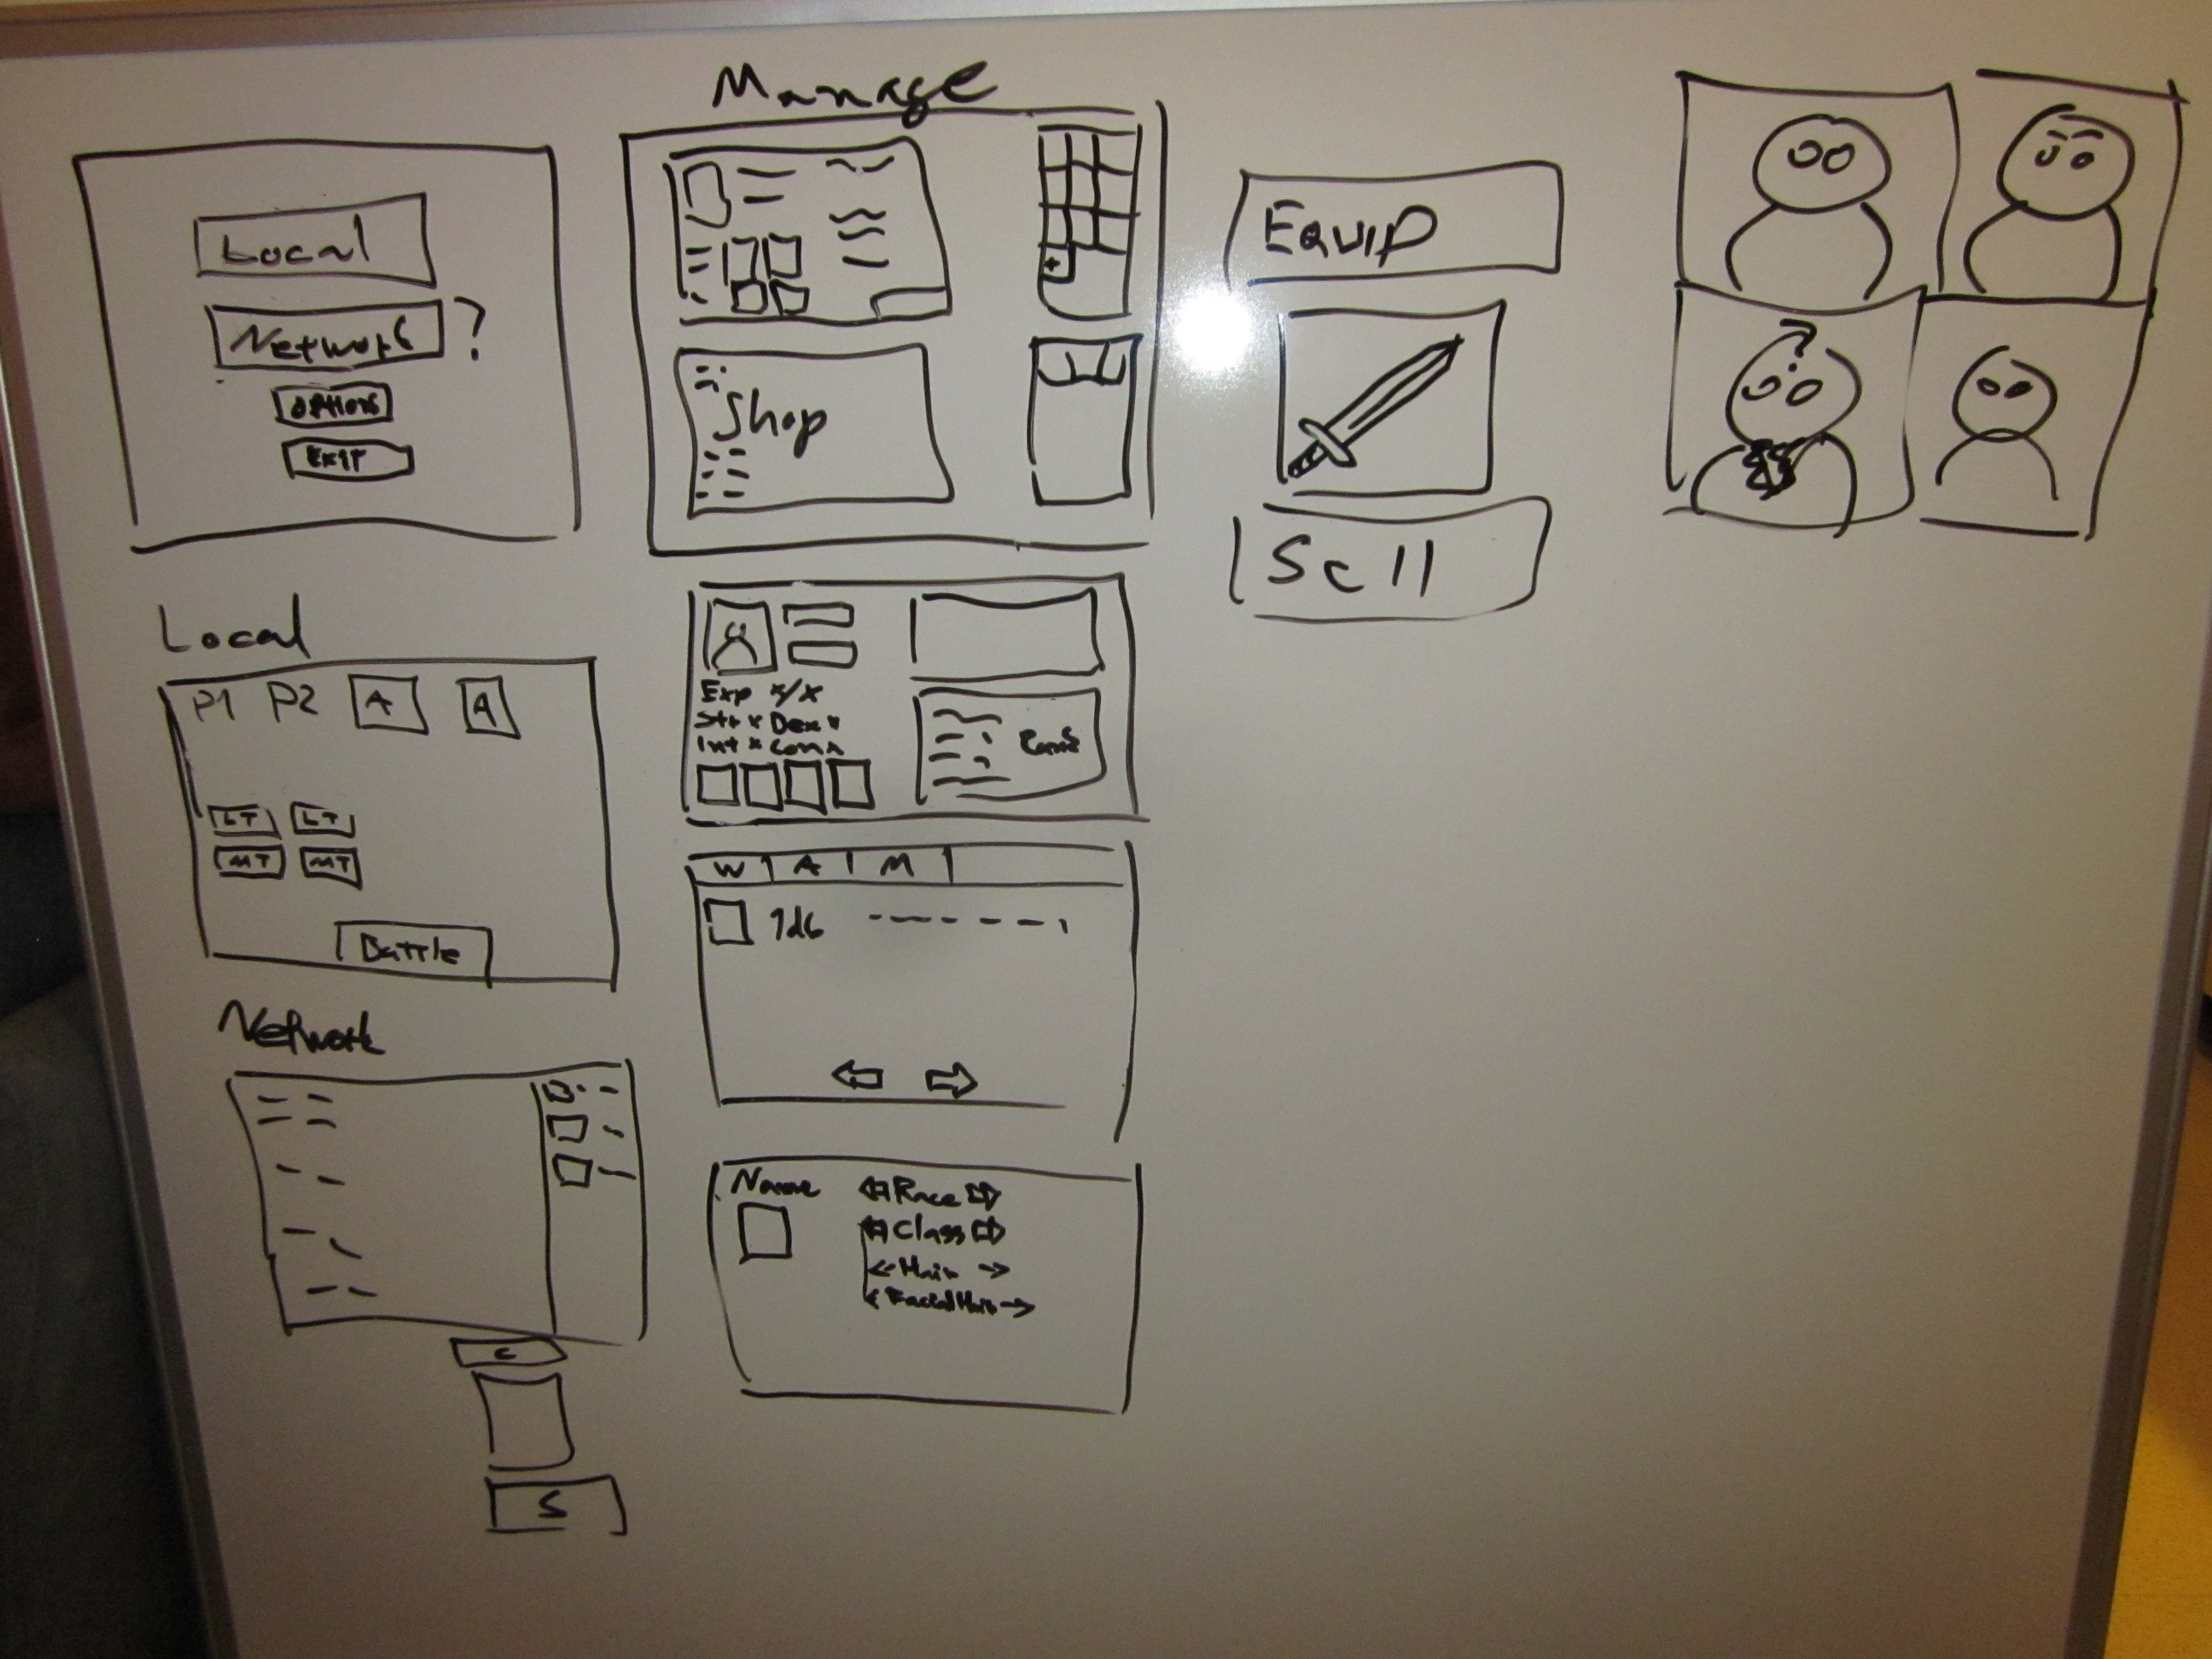 Manage
Local
Network ?
Options
Exit
Shop
Equip
Sell
?
Local
P1 P2 A A
LT LT
MT MT
Battle
Exp x/x
Str x Dex x
Int x Con x
W A M
1d6
Network
C
S
Name
Race
Class
Hair
Facial Hair